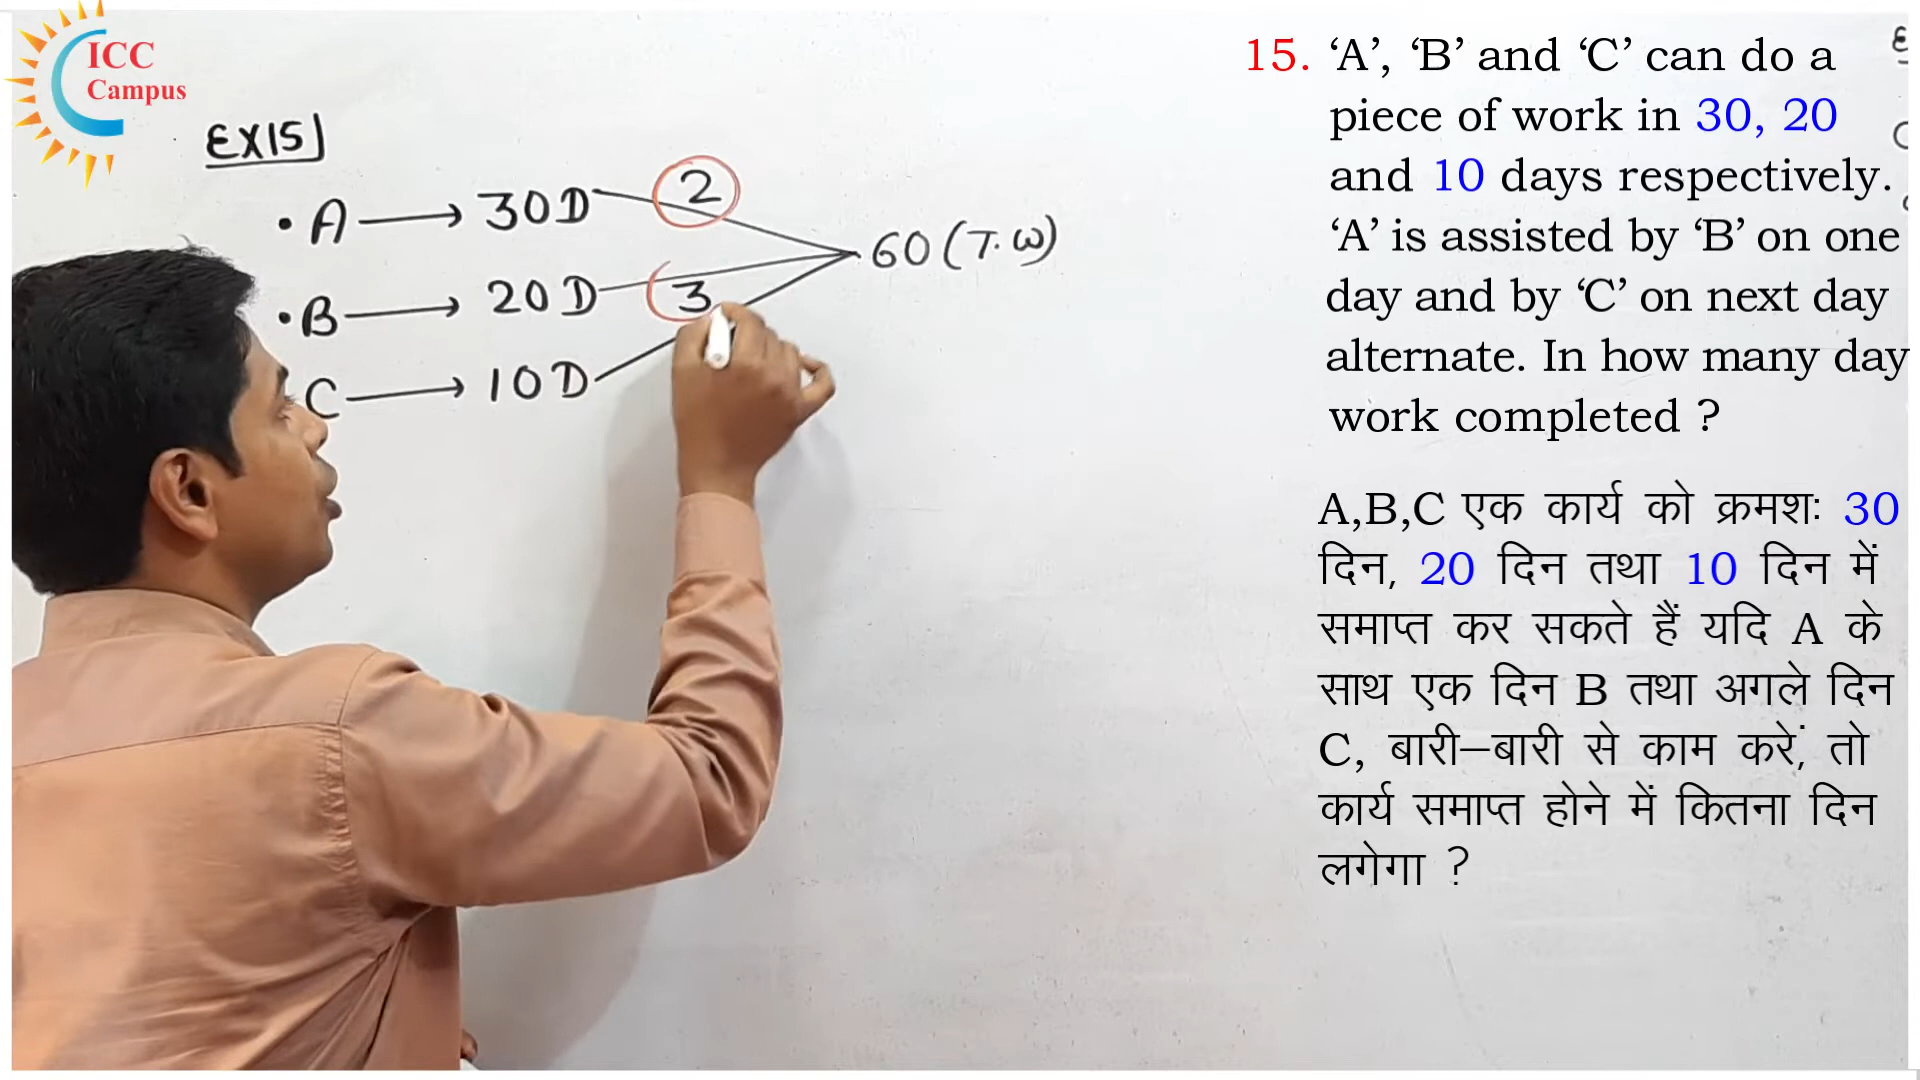 ICC
Campus
EX15]
• A → 30D 2
60 (T.W)
• B → 20D 3
C → 10D
15. ‘A’, ‘B’ and ‘C’ can do a
piece of work in 30, 20
and 10 days respectively.
‘A’ is assisted by ‘B’ on one
day and by ‘C’ on next day
alternate. In how many day
work completed ?
A,B,C एक कार्य को क्रमशः 30
दिन, 20 दिन तथा 10 दिन में
समाप्त कर सकते हैं यदि A के
साथ एक दिन B तथा अगले दिन
C, बारी–बारी से काम करें, तो
कार्य समाप्त होने में कितना दिन
लगेगा ?